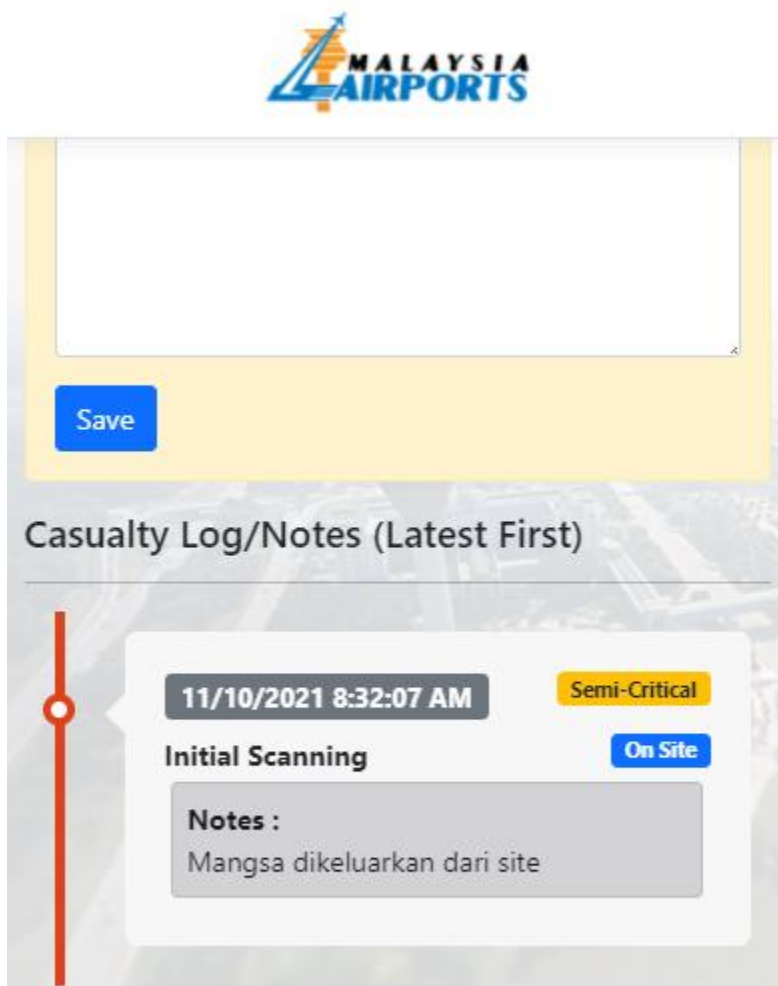 MALAYSIA
AIRPORTS
Save
Casualty Log/Notes (Latest First)
11/10/2021 8:32:07 AM
Semi-Critical
Initial Scanning
On Site
Notes :
Mangsa dikeluarkan dari site